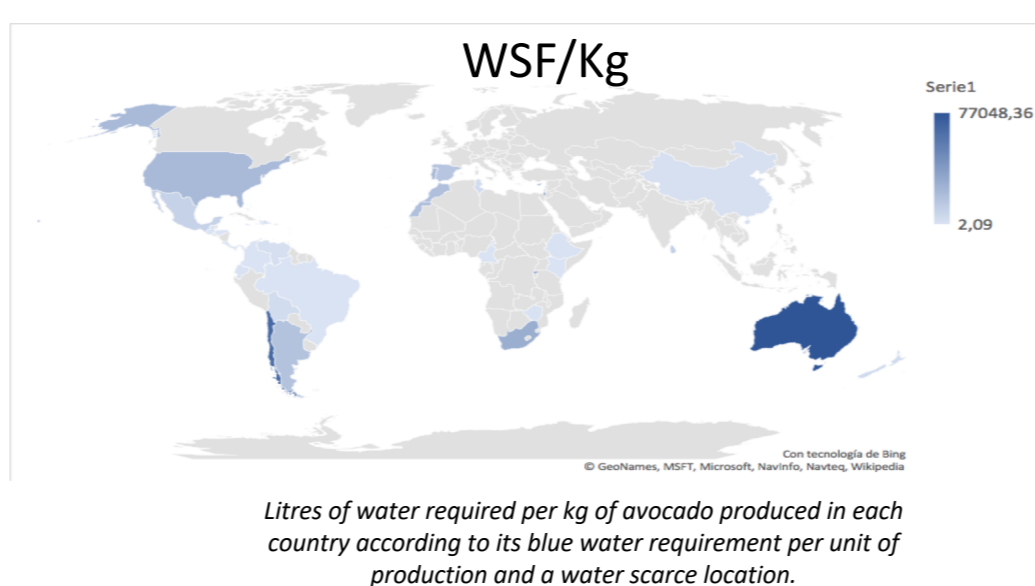 WSF/Kg
Serie1
77048,36
2,09
Con tecnología de Bing
© GeoNames, MSFT, Microsoft, NavInfo, Navteq, Wikipedia
Litres of water required per kg of avocado produced in each
country according to its blue water requirement per unit of
production and a water scarce location.